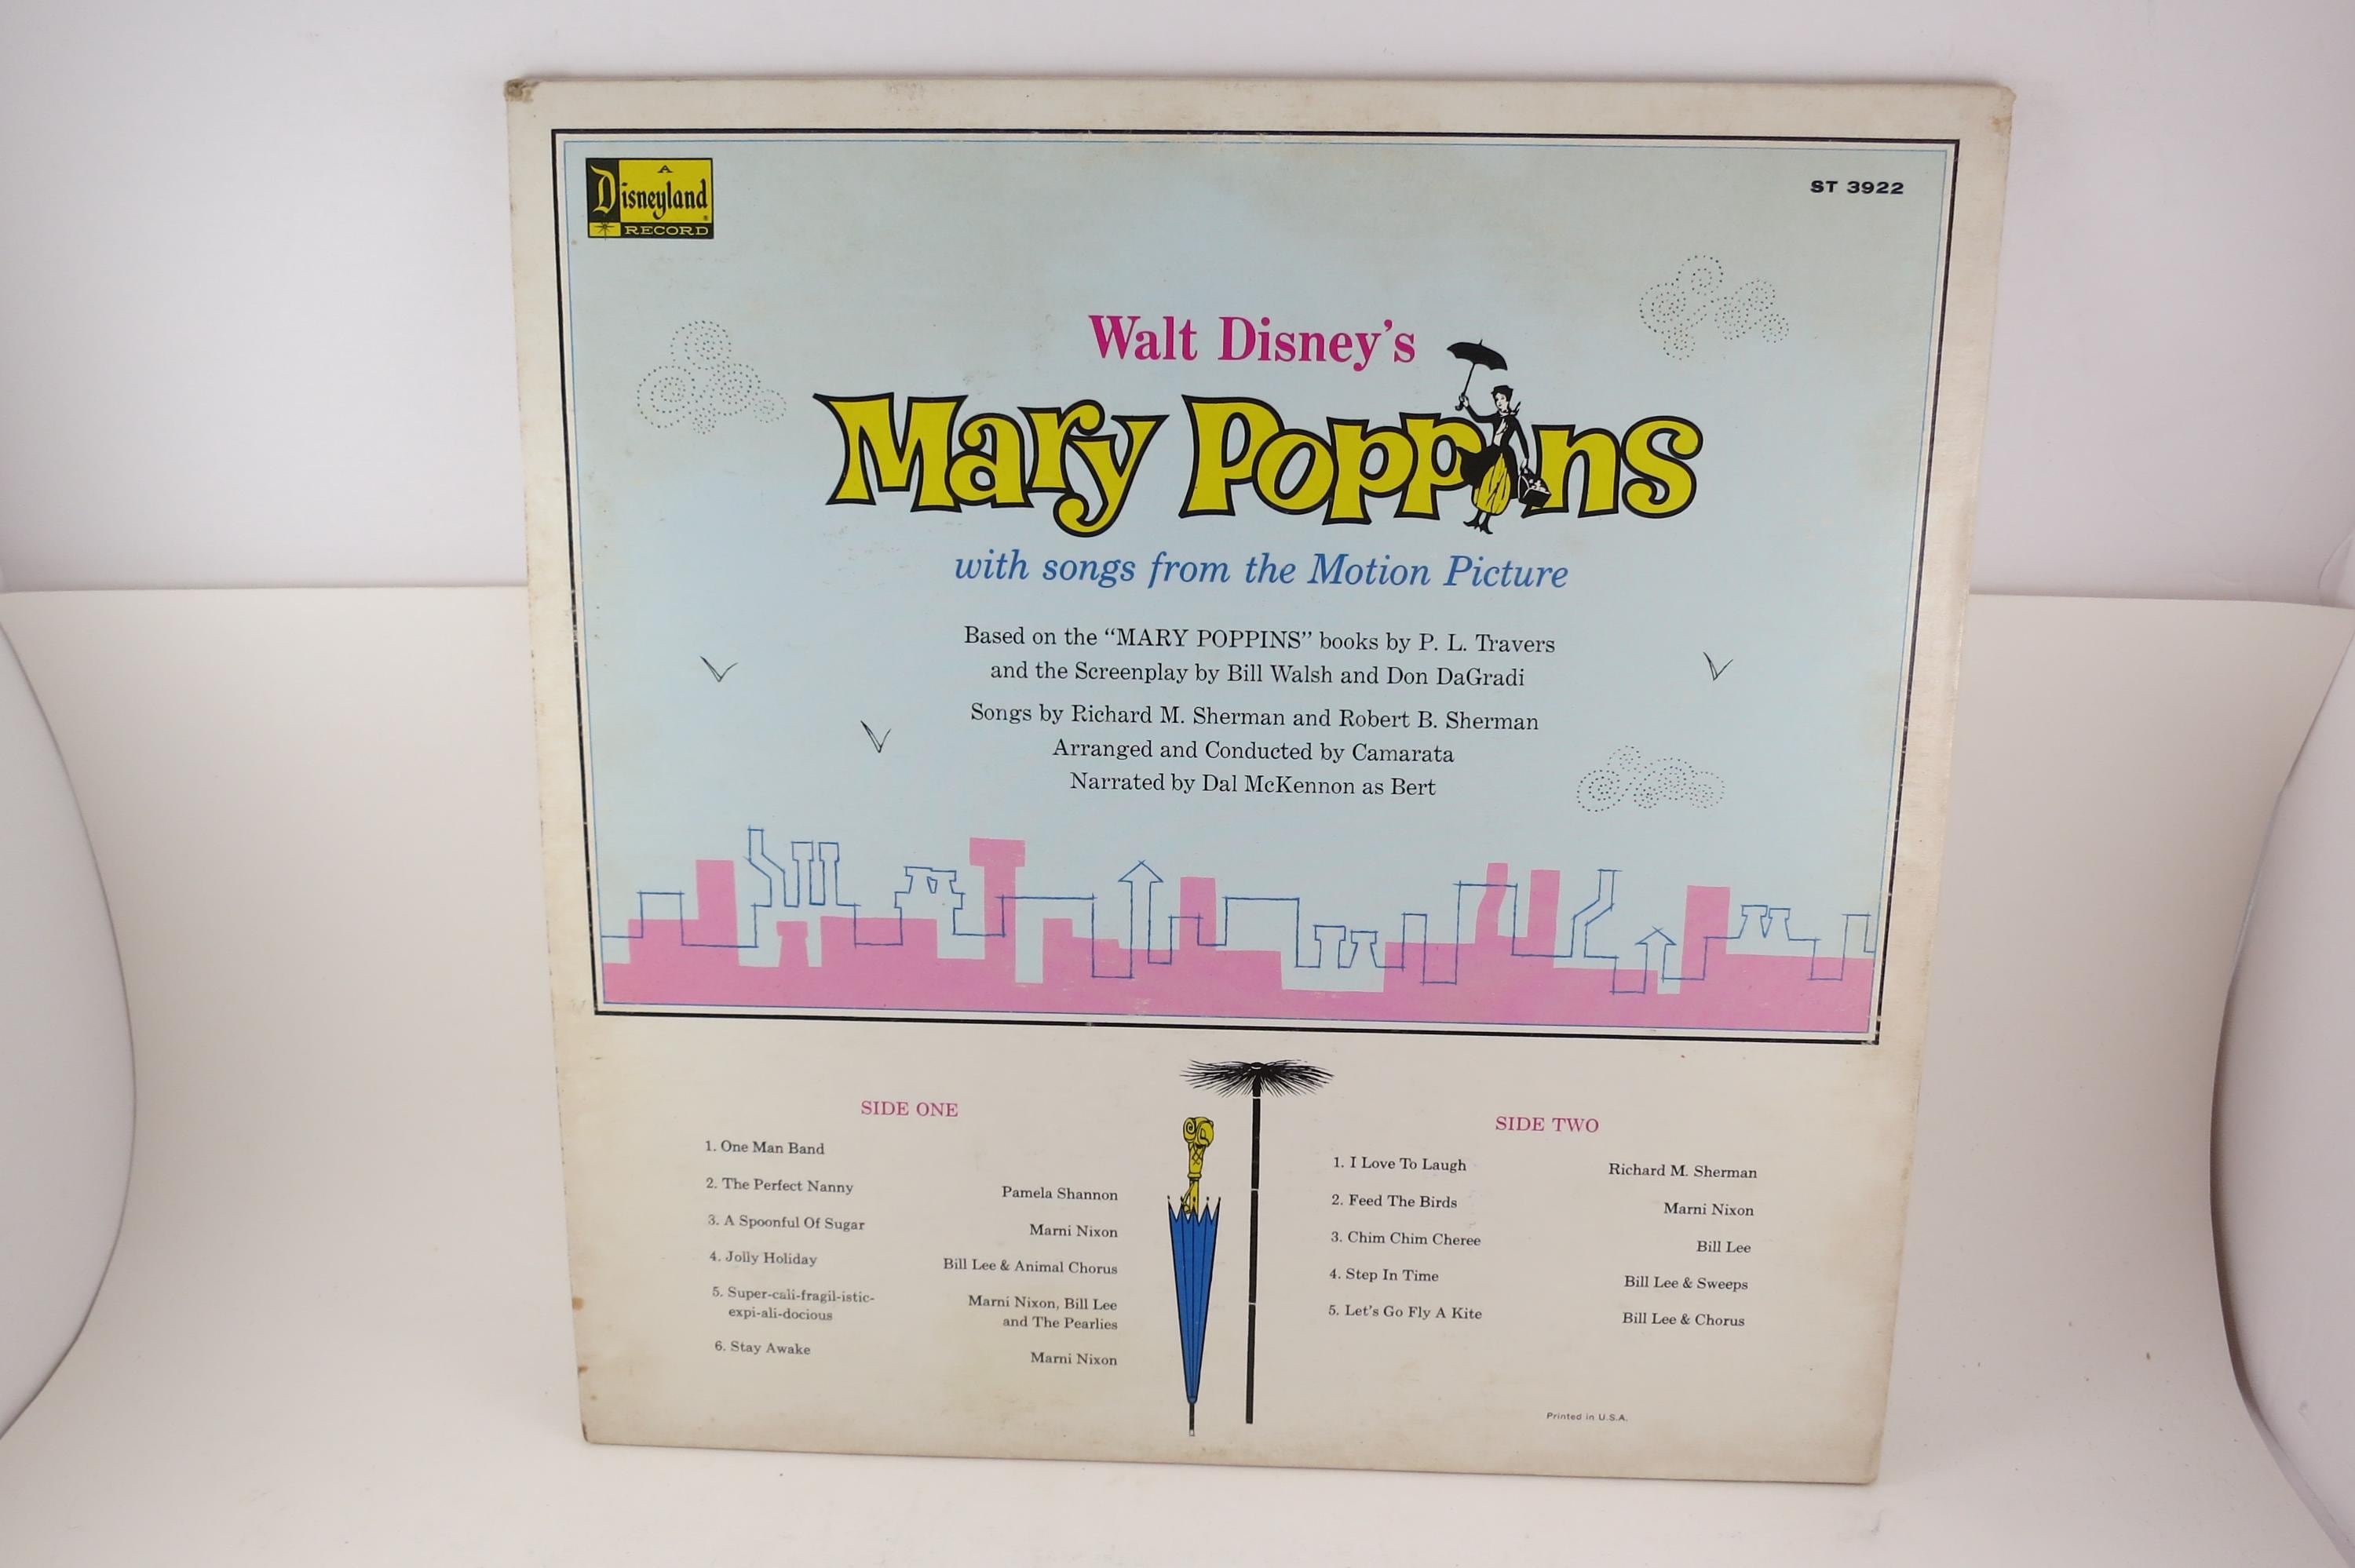 A
Disneyland
RECORD
ST 3922
Walt Disney's
Mary Poppins
with songs from the Motion Picture
Based on the “MARY POPPINS” books by P. L. Travers
and the Screenplay by Bill Walsh and Don DaGradi
Songs by Richard M. Sherman and Robert B. Sherman
Arranged and Conducted by Camarata
Narrated by Dal McKennon as Bert
SIDE ONE
1. One Man Band
2. The Perfect Nanny Pamela Shannon
3. A Spoonful Of Sugar Marni Nixon
4. Jolly Holiday Bill Lee & Animal Chorus
5. Super-cali-fragil-istic- Marni Nixon, Bill Lee
expi-ali-docious and The Pearlies
6. Stay Awake Marni Nixon
SIDE TWO
1. I Love To Laugh Richard M. Sherman
2. Feed The Birds Marni Nixon
3. Chim Chim Cheree Bill Lee
4. Step In Time Bill Lee & Sweeps
5. Let's Go Fly A Kite Bill Lee & Chorus
Printed in U.S.A.